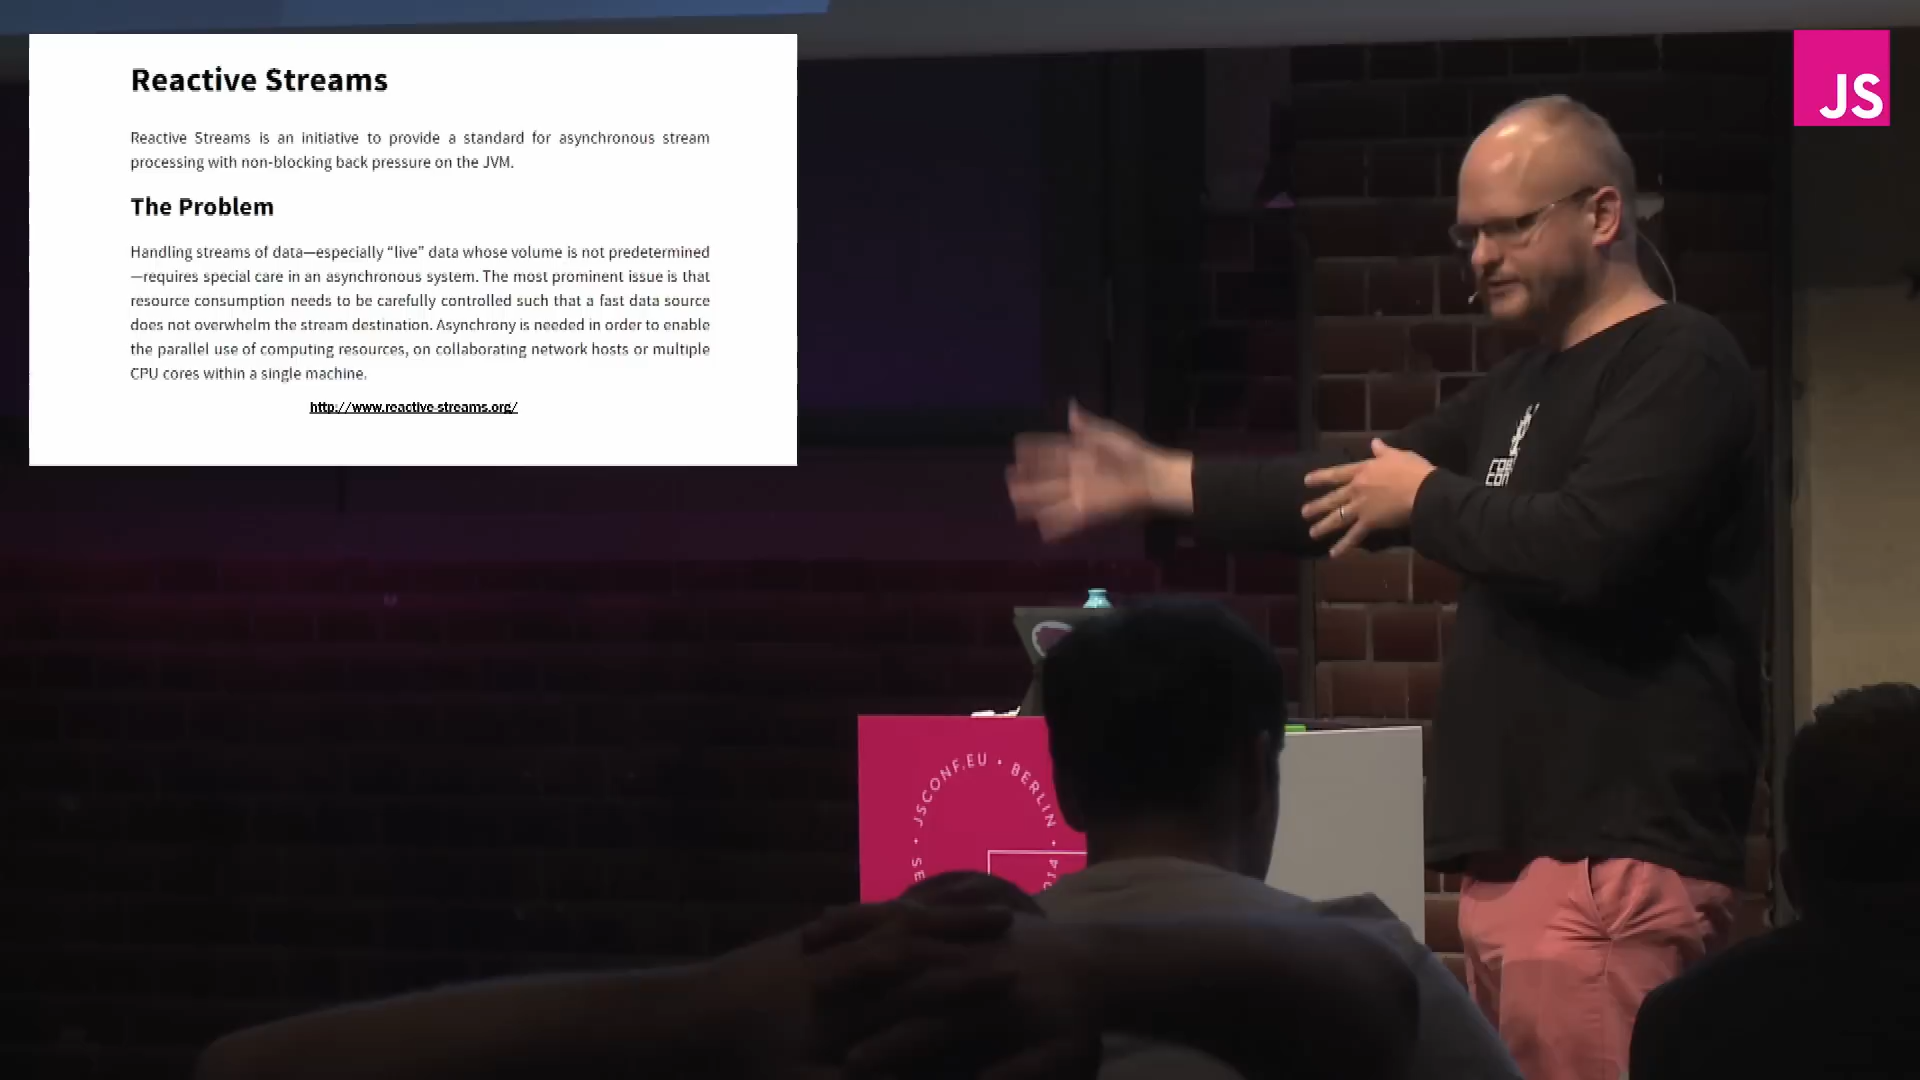 Reactive Streams
Reactive Streams is an initiative to provide a standard for asynchronous stream
processing with non-blocking back pressure on the JVM.
The Problem
Handling streams of data—especially “live” data whose volume is not predetermined
—requires special care in an asynchronous system. The most prominent issue is that
resource consumption needs to be carefully controlled such that a fast data source
does not overwhelm the stream destination. Asynchrony is needed in order to enable
the parallel use of computing resources, on collaborating network hosts or multiple
CPU cores within a single machine.
http://www.reactive-streams.org/
JS
JSCONF.EU • BERLIN •